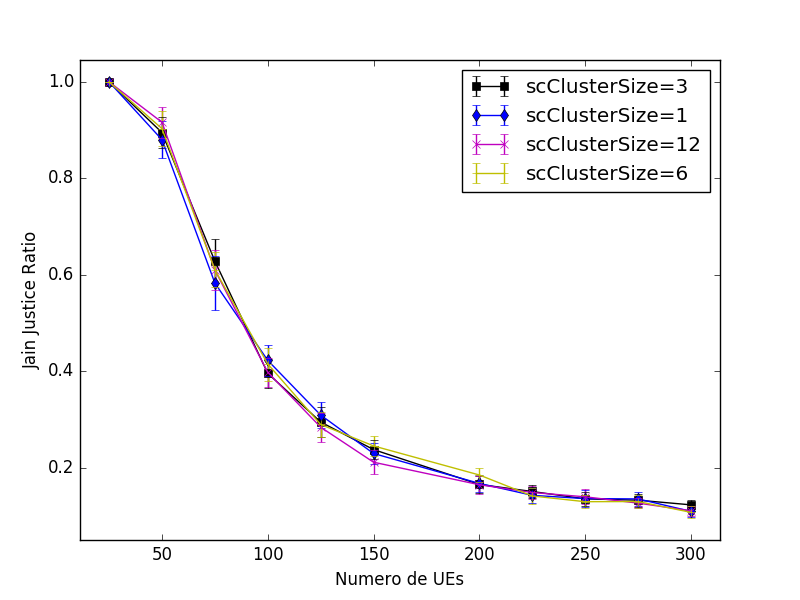 scClusterSize=3
scClusterSize=1
scClusterSize=12
scClusterSize=6
1.0
0.8
0.6
0.4
0.2
Jain Justice Ratio
50 100 150 200 250 300
Numero de UEs